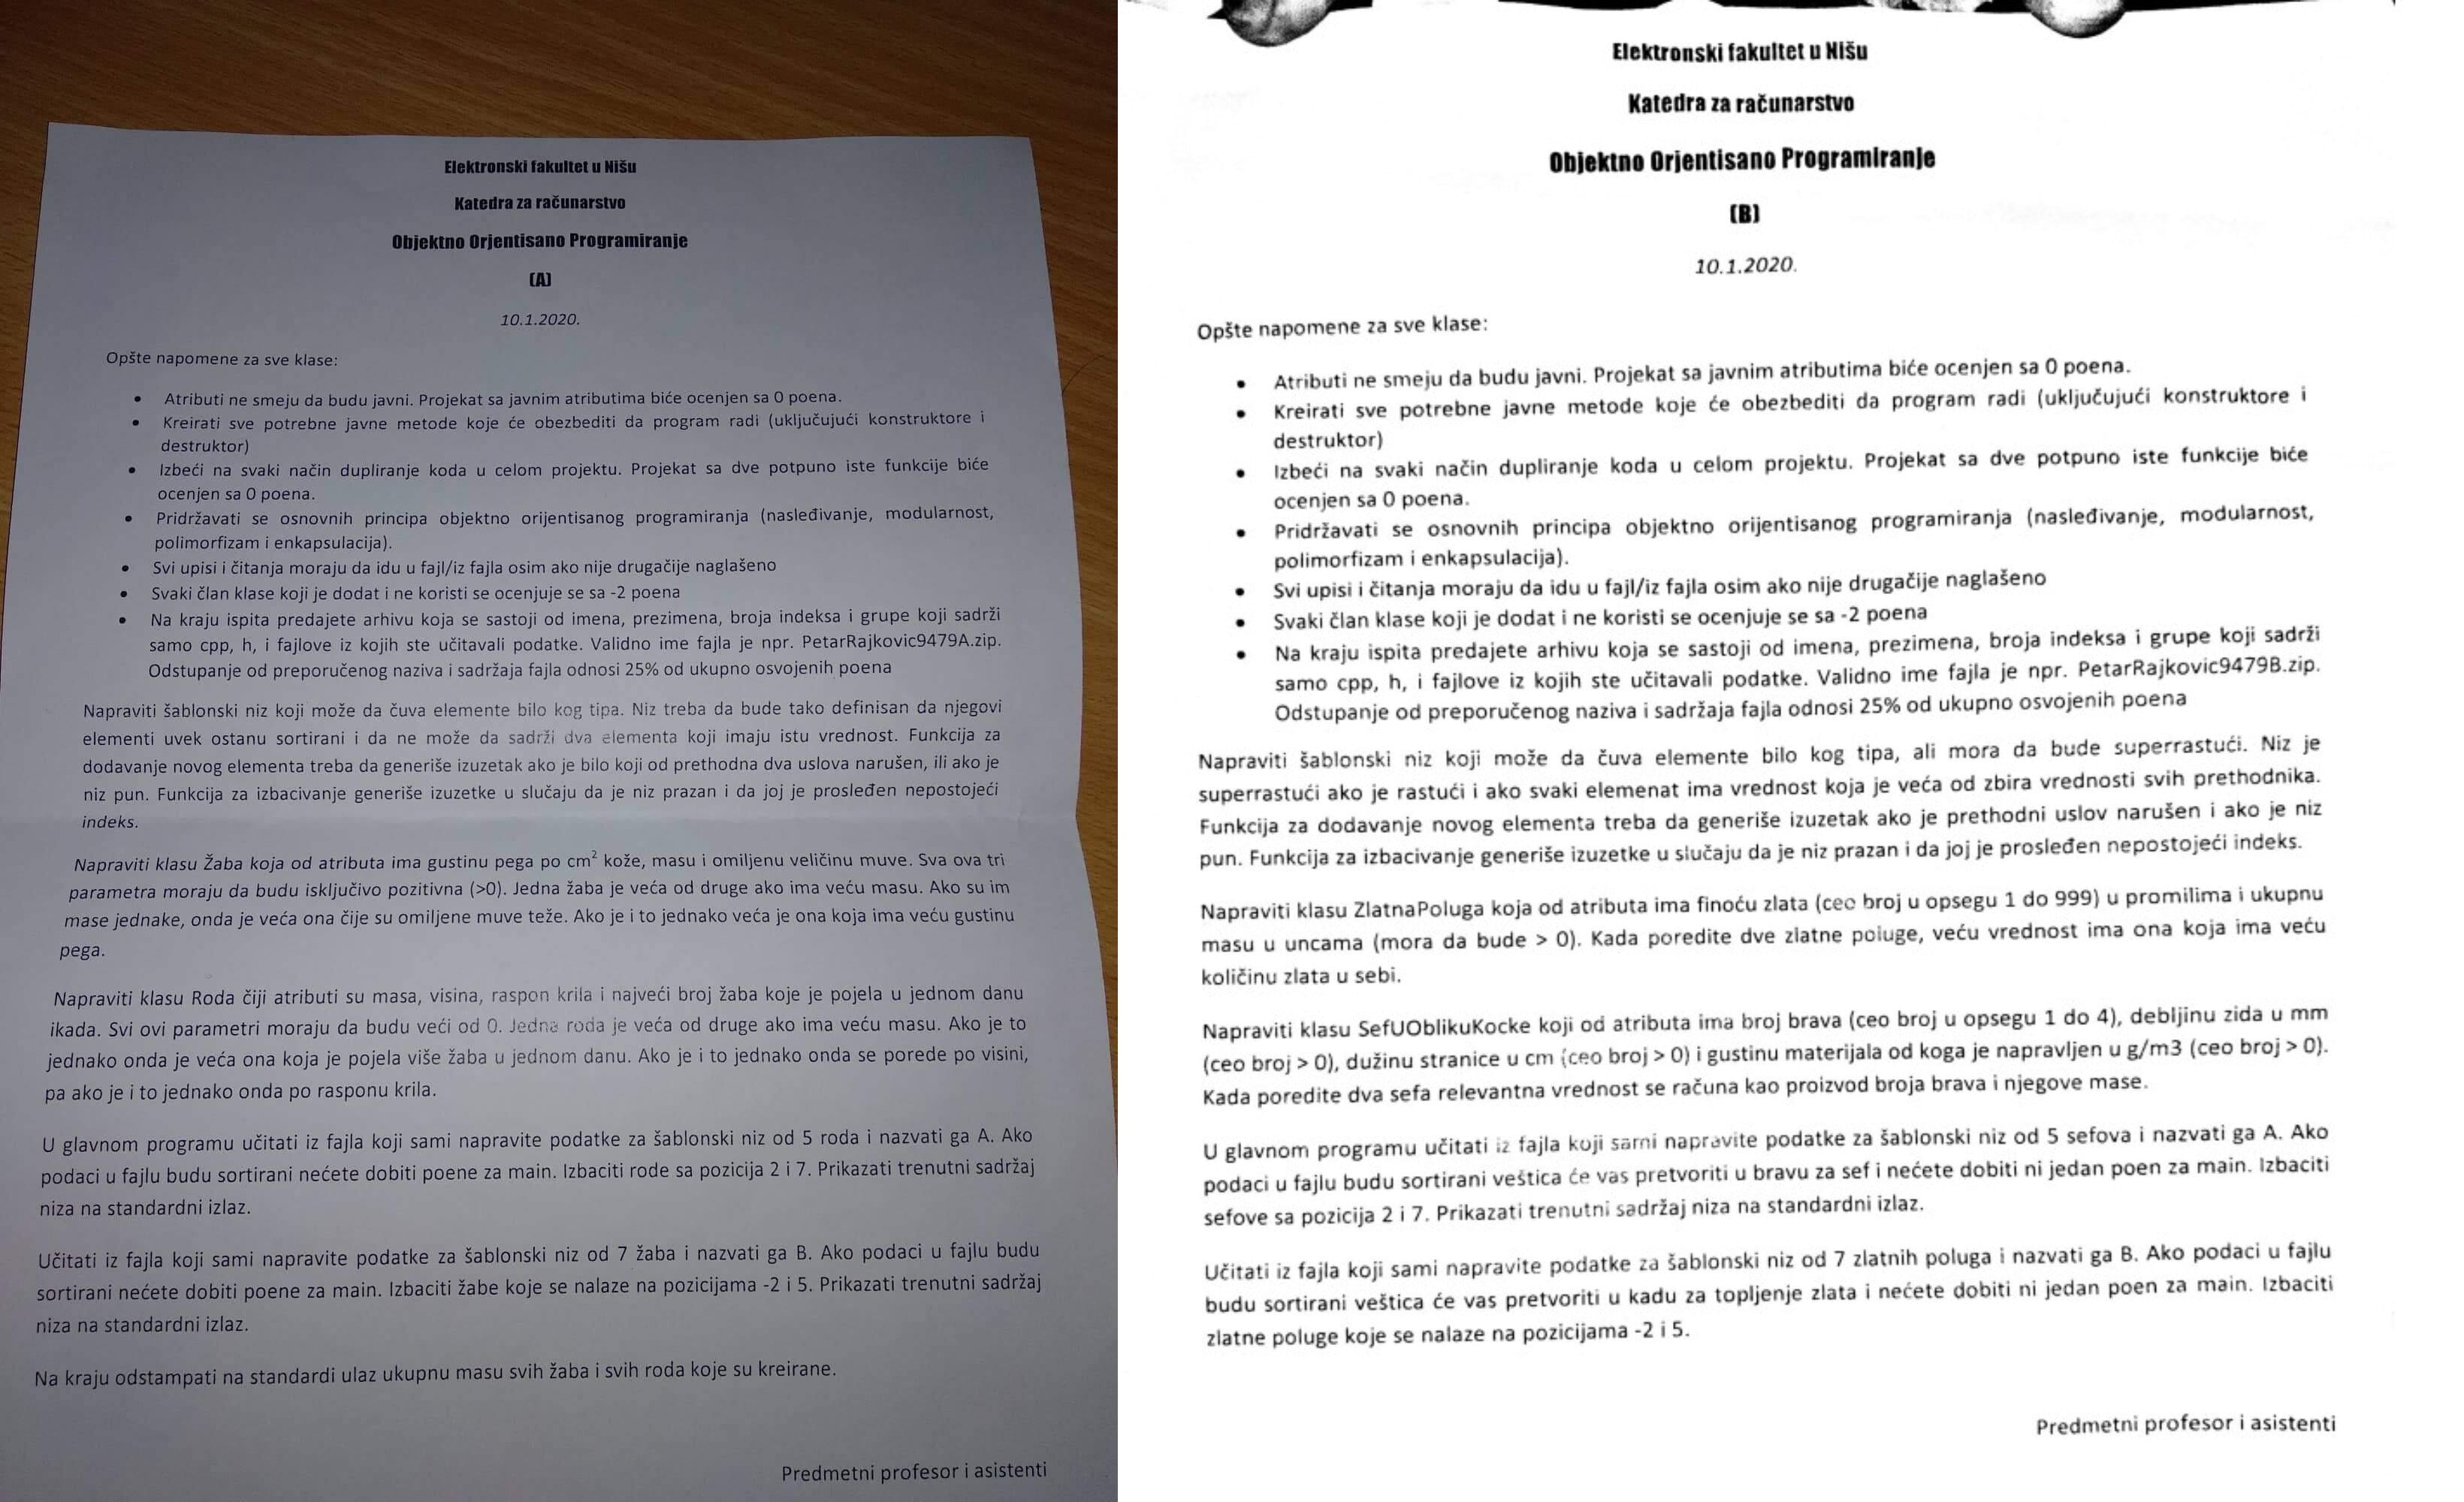 Elektronski fakultet u Nišu
Katedra za računarstvo
Objektno Orjentisano Programiranje
(A)
10.1.2020.
Opšte napomene za sve klase:
• Atributi ne smeju da budu javni. Projekat sa javnim atributima biće ocenjen sa 0 poena.
• Kreirati sve potrebne javne metode koje će obezbediti da program radi (uključujući konstruktore i
destruktor)
• Izbeći na svaki način dupliranje koda u celom projektu. Projekat sa dve potpuno iste funkcije biće
ocenjen sa 0 poena.
• Pridržavati se osnovnih principa objektno orijentisanog programiranja (nasleđivanje, modularnost,
polimorfizam i enkapsulacija).
• Svi upisi i čitanja moraju da idu u fajl/iz fajla osim ako nije drugačije naglašeno
• Svaki član klase koji je dodat i ne koristi se ocenjuje se sa -2 poena
• Na kraju ispita predajete arhivu koja se sastoji od imena, prezimena, broja indeksa i grupe koji sadrži
samo cpp, h, i fajlove iz kojih ste učitavali podatke. Validno ime fajla je npr. PetarRajkovic9479A.zip.
Odstupanje od preporučenog naziva i sadržaja fajla odnosi 25% od ukupno osvojenih poena
Napraviti šablonski niz koji može da čuva elemente bilo kog tipa. Niz treba da bude tako definisan da njegovi
elementi uvek ostanu sortirani i da ne može da sadrži dva elementa koji imaju istu vrednost. Funkcija za
dodavanje novog elementa treba da generiše izuzetak ako je bilo koji od prethodna dva uslova narušen, ili ako je
niz pun. Funkcija za izbacivanje generiše izuzetke u slučaju da je niz prazan i da joj je prosleđen nepostojeći
indeks.
Napraviti klasu Žaba koja od atributa ima gustinu pega po cm² kože, masu i omiljenu veličinu muve. Sva ova tri
parametra moraju da budu isključivo pozitivna (>0). Jedna žaba je veća od druge ako ima veću masu. Ako su im
mase jednake, onda je veća ona čije su omiljene muve teže. Ako je i to jednako veća je ona koja ima veću gustinu
pega.
Napraviti klasu Roda čiji atributi su masa, visina, raspon krila i najveći broj žaba koje je pojela u jednom danu
ikada. Svi ovi parametri moraju da budu veći od 0. Jedna roda je veća od druge ako ima veću masu. Ako je to
jednako onda je veća ona koja je pojela više žaba u jednom danu. Ako je i to jednako onda se porede po visini,
pa ako je i to jednako onda po rasponu krila.
U glavnom programu učitati iz fajla koji sami napravite podatke za šablonski niz od 5 roda i nazvati ga A. Ako
podaci u fajlu budu sortirani nećete dobiti poene za main. Izbaciti rode sa pozicija 2 i 7. Prikazati trenutni sadržaj
niza na standardni izlaz.
Učitati iz fajla koji sami napravite podatke za šablonski niz od 7 žaba i nazvati ga B. Ako podaci u fajlu budu
sortirani nećete dobiti poene za main. Izbaciti žabe koje se nalaze na pozicijama -2 i 5. Prikazati trenutni sadržaj
niza na standardni izlaz.
Na kraju odstampati na standardi ulaz ukupnu masu svih žaba i svih roda koje su kreirane.
Predmetni profesor i asistenti
Elektronski fakultet u Nišu
Katedra za računarstvo
Objektno Orjentisano Programiranje
(B)
10.1.2020.
Opšte napomene za sve klase:
• Atributi ne smeju da budu javni. Projekat sa javnim atributima biće ocenjen sa 0 poena.
• Kreirati sve potrebne javne metode koje će obezbediti da program radi (uključujući konstruktore i
destruktor)
• Izbeći na svaki način dupliranje koda u celom projektu. Projekat sa dve potpuno iste funkcije biće
ocenjen sa 0 poena.
• Pridržavati se osnovnih principa objektno orijentisanog programiranja (nasleđivanje, modularnost,
polimorfizam i enkapsulacija).
• Svi upisi i čitanja moraju da idu u fajl/iz fajla osim ako nije drugačije naglašeno
• Svaki član klase koji je dodat i ne koristi se ocenjuje se sa -2 poena
• Na kraju ispita predajete arhivu koja se sastoji od imena, prezimena, broja indeksa i grupe koji sadrži
samo cpp, h, i fajlove iz kojih ste učitavali podatke. Validno ime fajla je npr. PetarRajkovic9479B.zip.
Odstupanje od preporučenog naziva i sadržaja fajla odnosi 25% od ukupno osvojenih poena
Napraviti šablonski niz koji može da čuva elemente bilo kog tipa, ali mora da bude superrastući. Niz je
superrastući ako je rastući i ako svaki elemenat ima vrednost koja je veća od zbira vrednosti svih prethodnika.
Funkcija za dodavanje novog elementa treba da generiše izuzetak ako je prethodni uslov narušen i ako je niz
pun. Funkcija za izbacivanje generiše izuzetke u slučaju da je niz prazan i da joj je prosleđen nepostojeći indeks.
Napraviti klasu ZlatnaPoluga koja od atributa ima finoću zlata (ceo broj u opsegu 1 do 999) u promilima i ukupnu
masu u uncama (mora da bude > 0). Kada poredite dve zlatne poluge, veću vrednost ima ona koja ima veću
količinu zlata u sebi.
Napraviti klasu SefUOblikuKocke koji od atributa ima broj brava (ceo broj u opsegu 1 do 4), debljinu zida u mm
(ceo broj > 0), dužinu stranice u cm (ceo broj > 0) i gustinu materijala od koga je napravljen u g/m3 (ceo broj > 0).
Kada poredite dva sefa relevantna vrednost se računa kao proizvod broja brava i njegove mase.
U glavnom programu učitati iz fajla koji sami napravite podatke za šablonski niz od 5 sefova i nazvati ga A. Ako
podaci u fajlu budu sortirani veštica će vas pretvoriti u bravu za sef i nećete dobiti ni jedan poen za main. Izbaciti
sefove sa pozicija 2 i 7. Prikazati trenutni sadržaj niza na standardni izlaz.
Učitati iz fajla koji sami napravite podatke za šablonski niz od 7 zlatnih poluga i nazvati ga B. Ako podaci u fajlu
budu sortirani veštica će vas pretvoriti u kadu za topljenje zlata i nećete dobiti ni jedan poen za main. Izbaciti
zlatne poluge koje se nalaze na pozicijama -2 i 5.
Predmetni profesor i asistenti